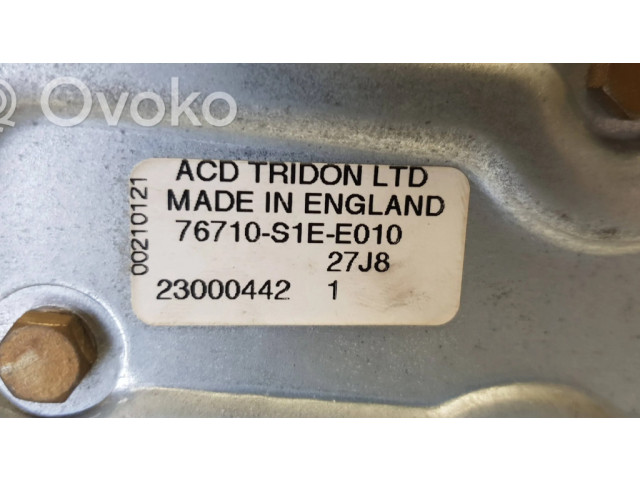 Ovoko
ACD TRIDON LTD
MADE IN ENGLAND
76710-S1E-E010
27J8
23000442 1
00210121